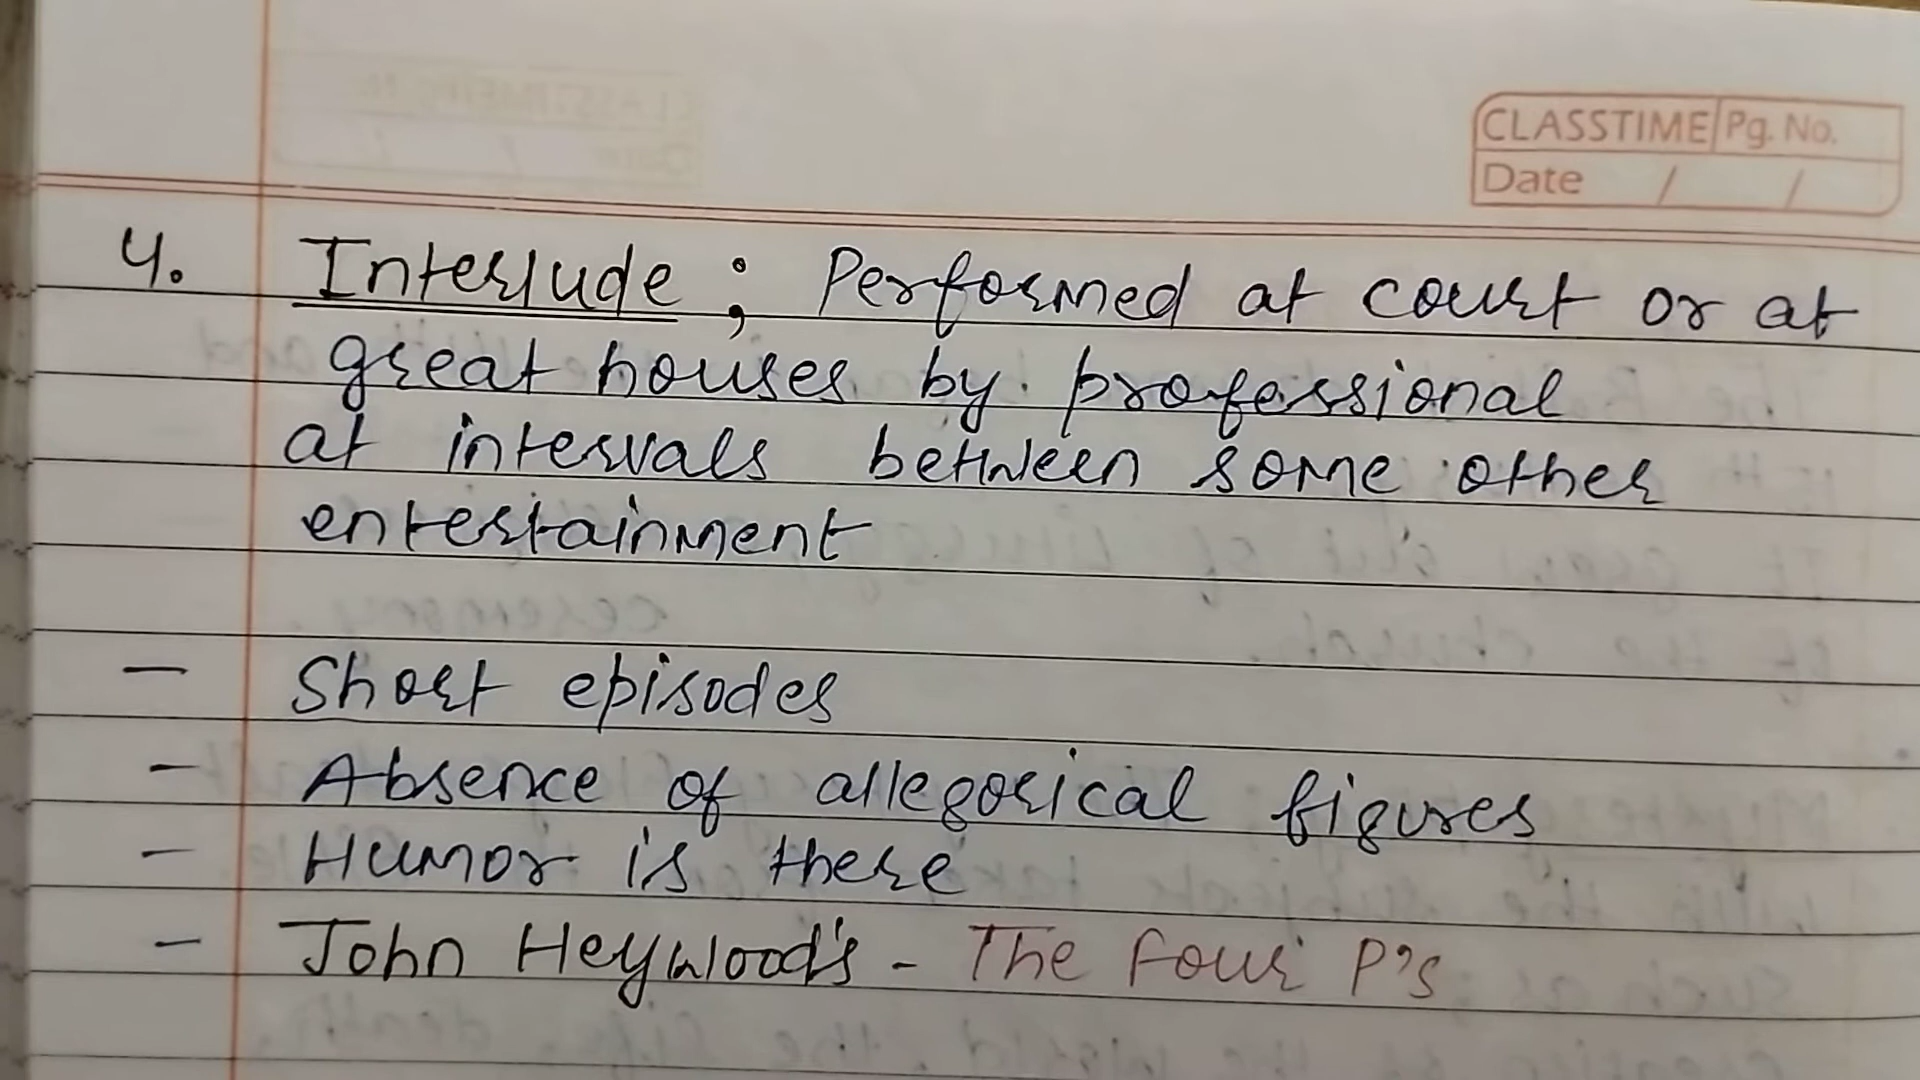 CLASSTIME Pg. No.
Date / /
4. Interlude ; Performed at court or at
great houses by professional
at intervals between some other
entertainment
- Short episodes
- Absence of allegorical figures
- Humor is there
- John Heywood's - The Four P's